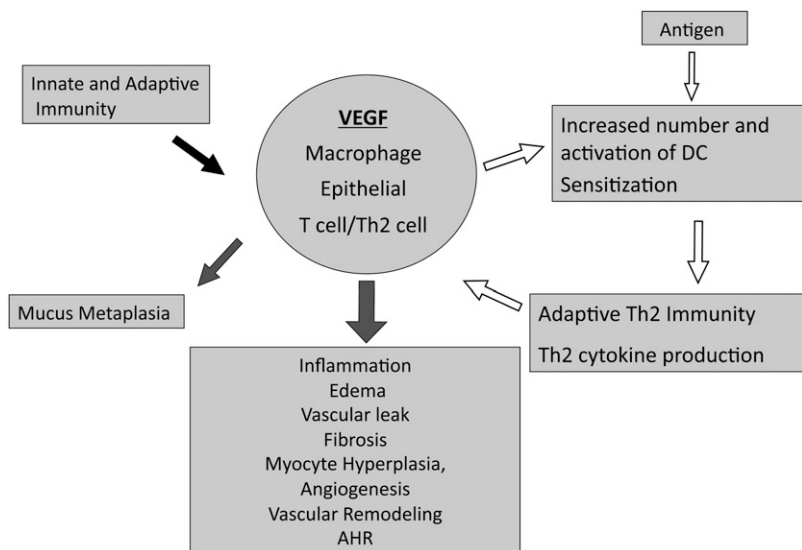 Antigen
Innate and Adaptive
Immunity
VEGF
Macrophage
Epithelial
T cell/Th2 cell
Increased number and
activation of DC
Sensitization
Mucus Metaplasia
Adaptive Th2 Immunity
Th2 cytokine production
Inflammation
Edema
Vascular leak
Fibrosis
Myocyte Hyperplasia,
Angiogenesis
Vascular Remodeling
AHR